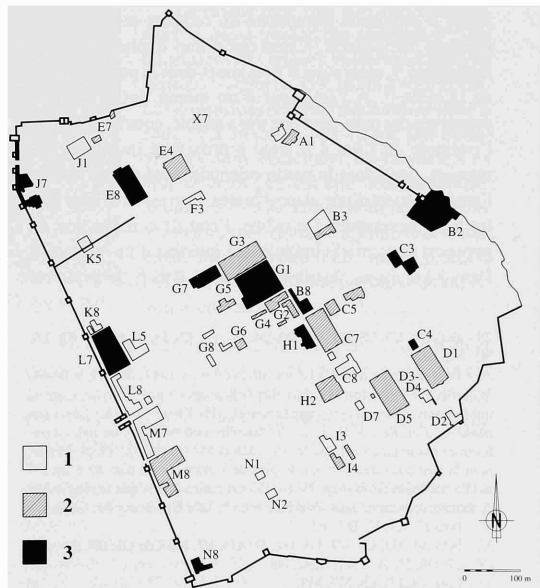 X7
E7
A1
J1
E4
J7
E8
F3
B3
B2
K5
G3
C3
G7
G1
G5
B8
K8
G2
C5
G4
L5
G8
G6
H1
C7
C4
L7
D1
C8
D3-
D4
L8
H2
D7
D5
D2
M7
I3
I4
M8
N1
N2
N8
1
2
3
N
0 100 m